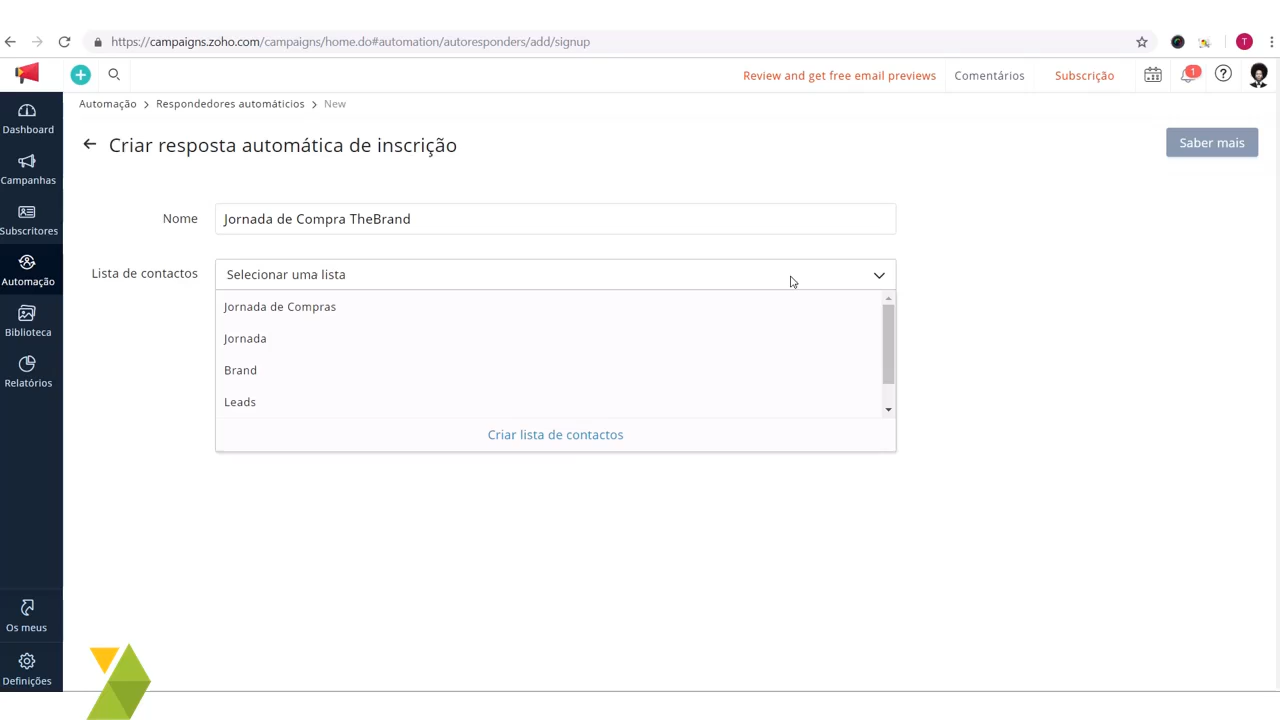 https://campaigns.zoho.com/campaigns/home.do#automation/autoresponders/add/signup
T
Review and get free email previews
Comentários
Subscrição
1
Automação > Respondedores automáticios > New
Dashboard
Criar resposta automática de inscrição
Saber mais
Campanhas
Nome
Jornada de Compra TheBrand
Subscritores
Lista de contactos
Selecionar uma lista
Automação
Jornada de Compras
Biblioteca
Jornada
Brand
Relatórios
Leads
Criar lista de contactos
Os meus
Definições